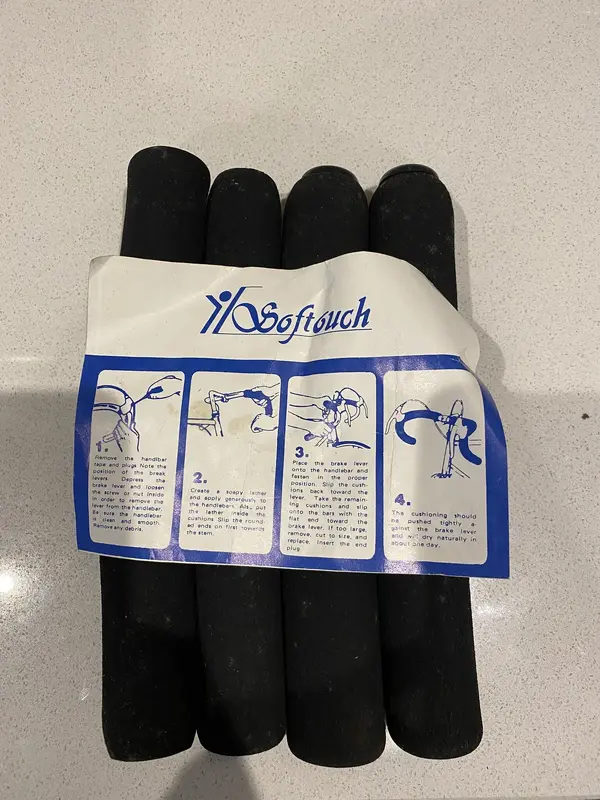 Softouch
1.
Remove the handlbar
tape and plugs Note the
position of the break
levers Depress the
brake lever and loosen
the screw or nut inside
in order to remove the
lever from the handlebar.
Be sure the handlebar
is clean and smooth.
Remove any debris.
2.
Create a soapy lather
and apply generously to
the handlebars. Als, put
the lather inside the
cushions Slip the round-
ed ends on first towards
the stem.
3.
Place the brake lever
onto the handlebar and
fasten in the proper
position. Slip the cush-
ions back toward the
lever. Take the remain-
ing cushions and slip
onto the bars with the
flat end toward the
brake lever. If too large,
remove, cut to size, and
replace. Insert the end
plug.
4.
The cushioning should
be pushed tightly a-
gainst the brake lever
and will dry naturally in
about one day.